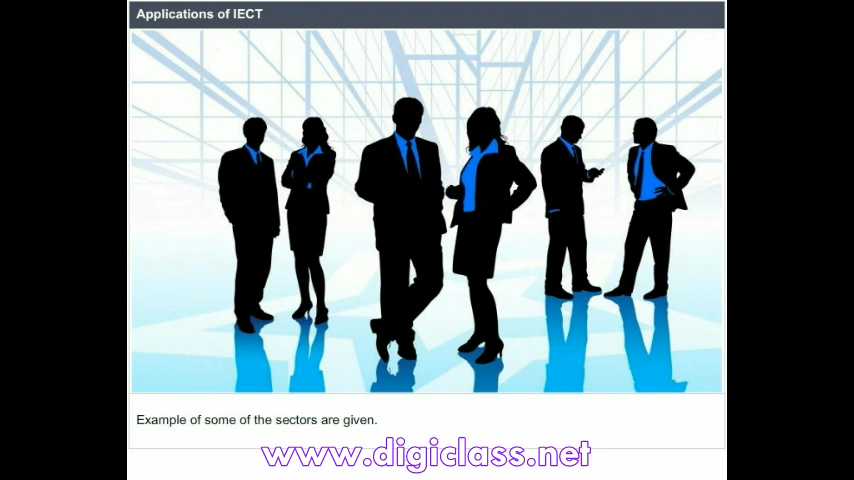 Applications of IECT
Example of some of the sectors are given.
www.digiclass.net